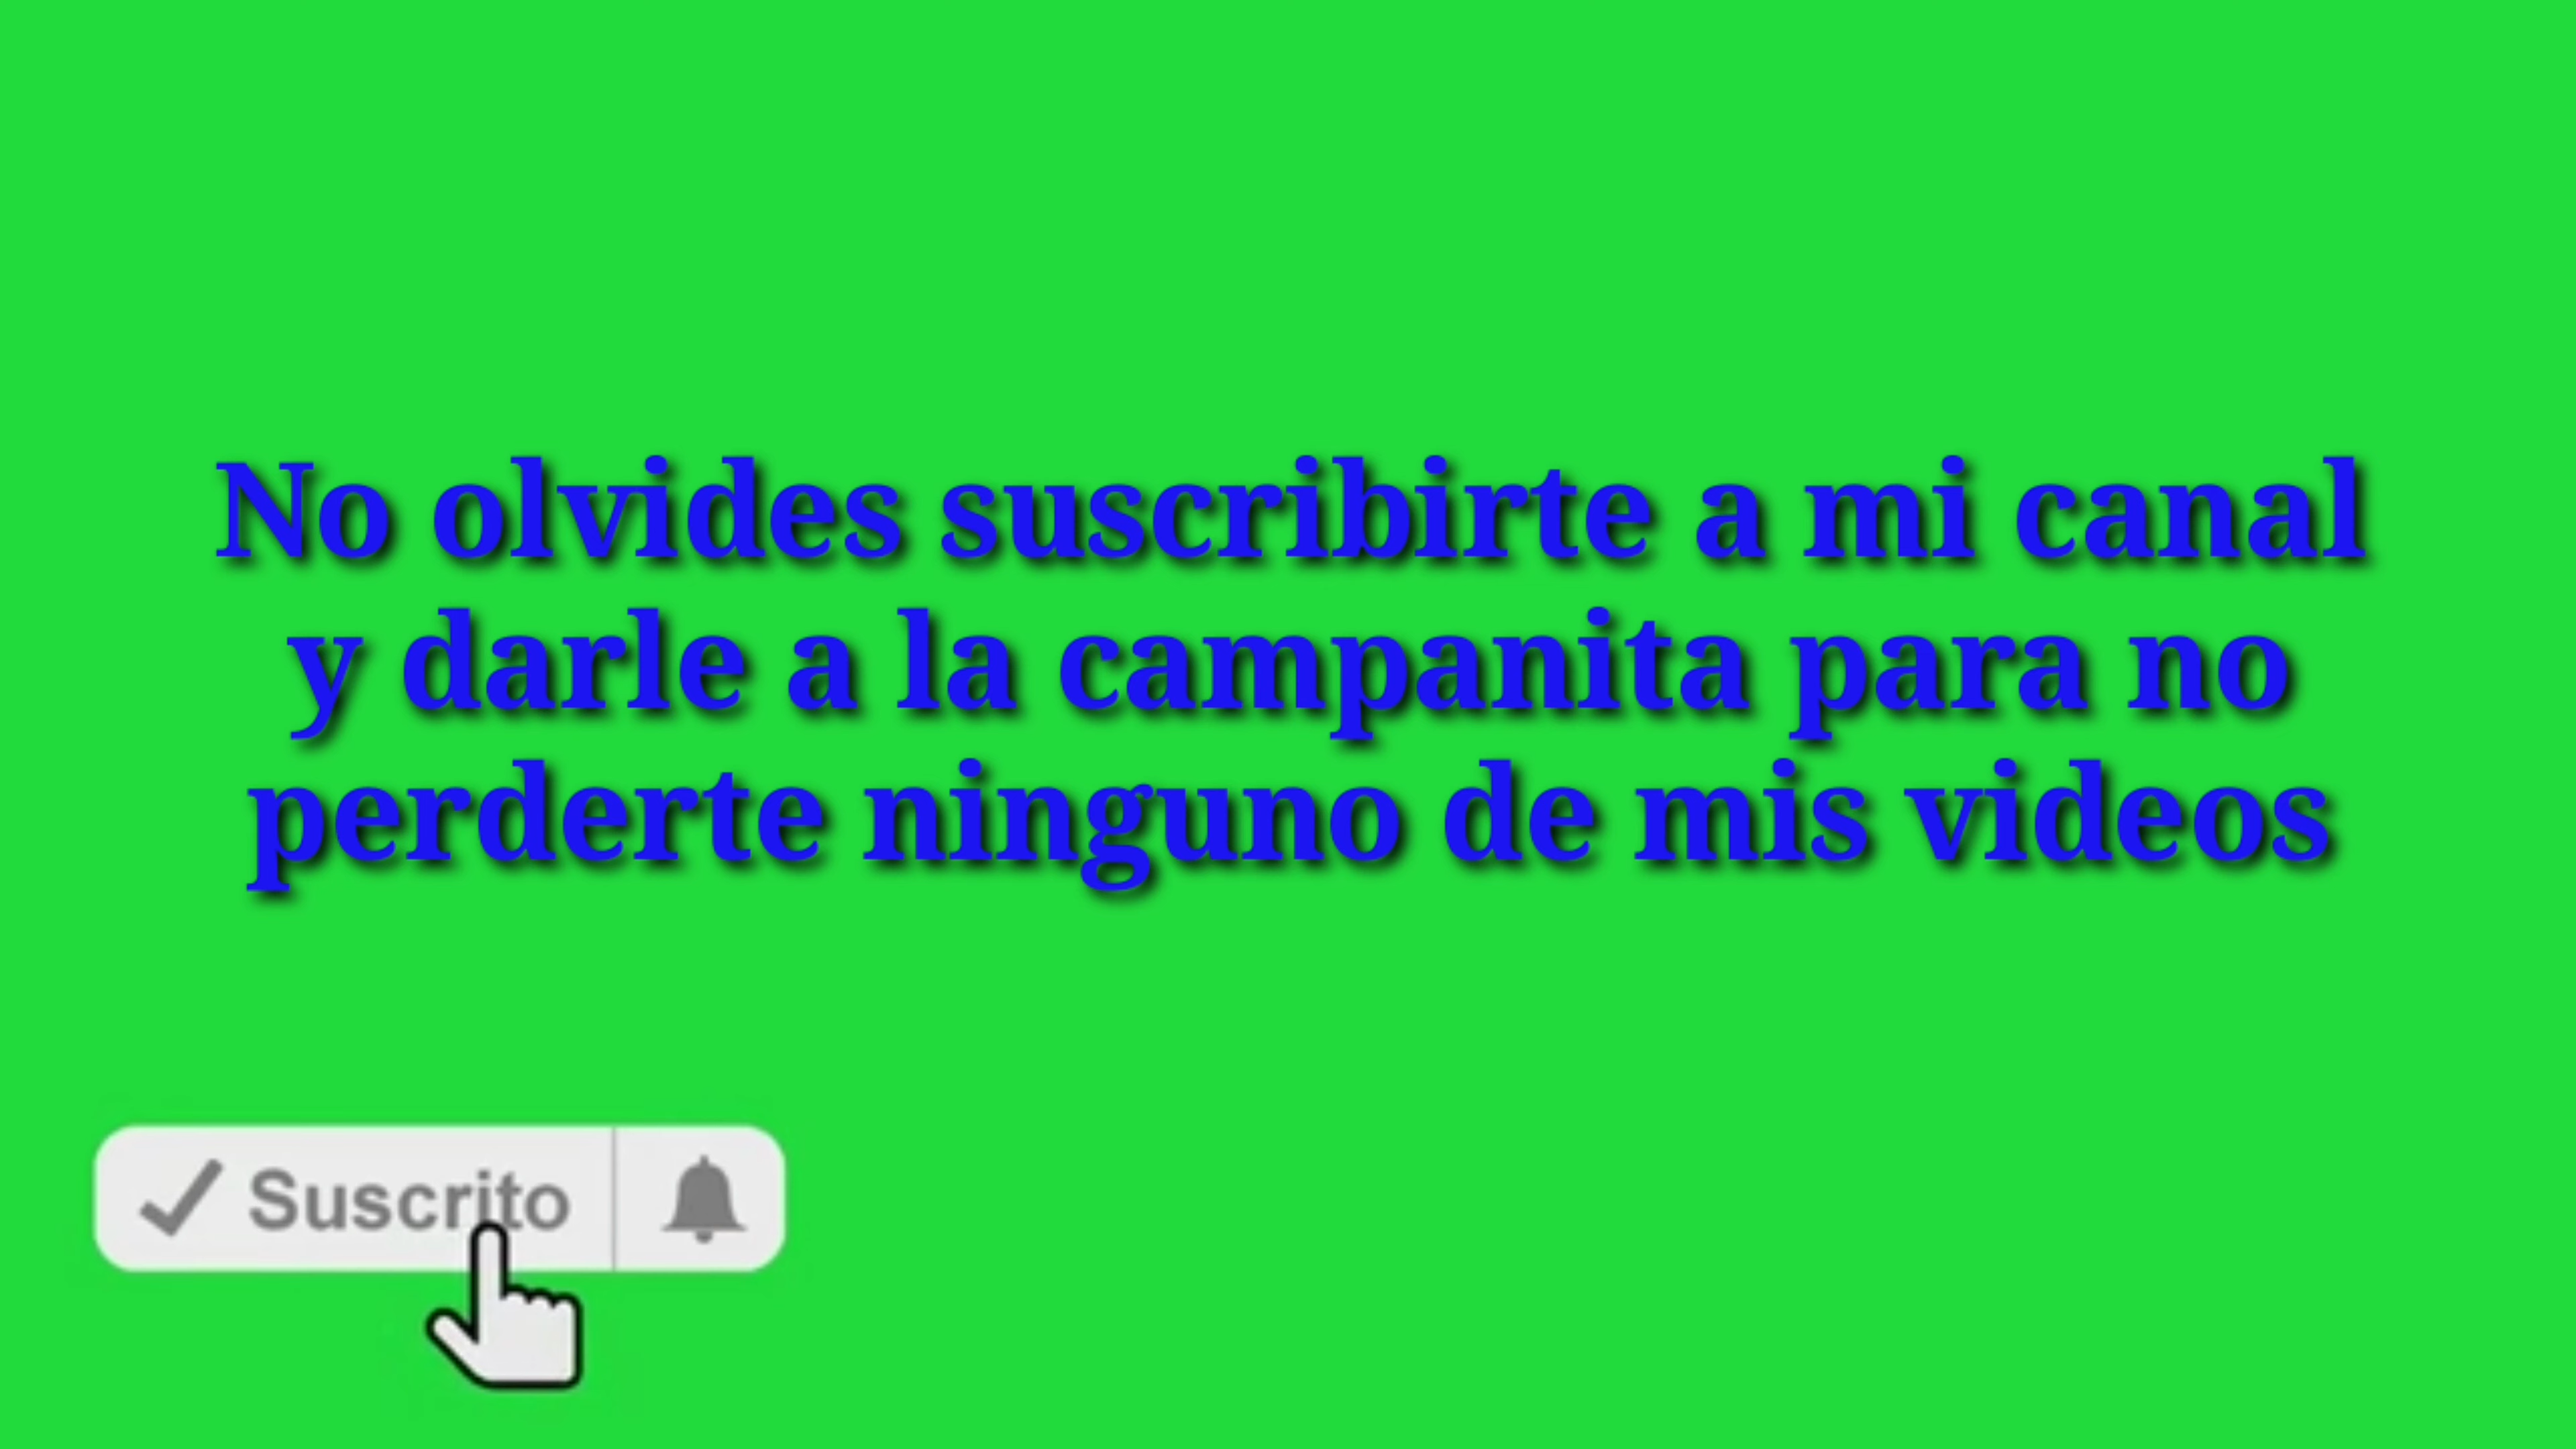 No olvides suscribirte a mi canal
y darle a la campanita para no
perderte ninguno de mis videos
Suscrito